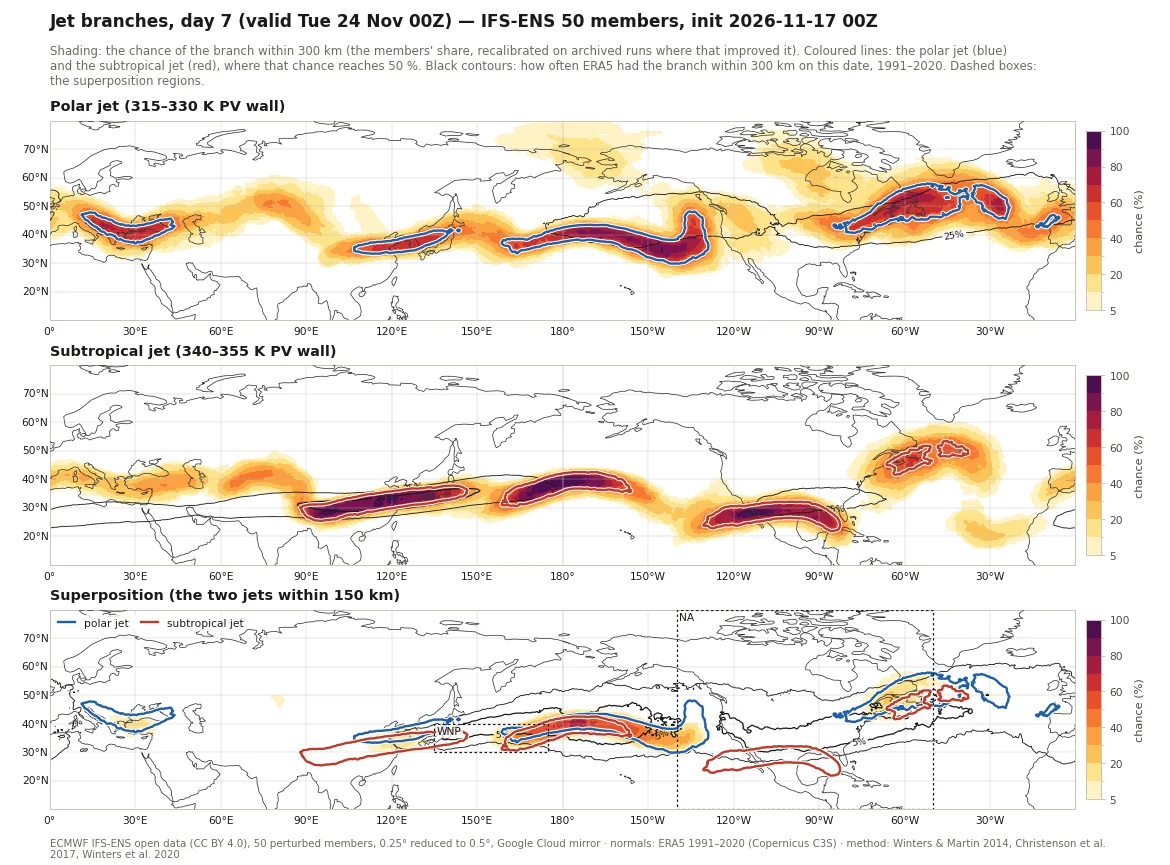 Jet branches, day 7 (valid Tue 24 Nov 00Z) — IFS-ENS 50 members, init 2026-11-17 00Z
Shading: the chance of the branch within 300 km (the members' share, recalibrated on archived runs where that improved it). Coloured lines: the polar jet (blue)
and the subtropical jet (red), where that chance reaches 50 %. Black contours: how often ERA5 had the branch within 300 km on this date, 1991–2020. Dashed boxes:
the superposition regions.
Polar jet (315–330 K PV wall)
70°N
60°N
50°N
40°N
30°N
20°N
25%
0° 30°E 60°E 90°E 120°E 150°E 180° 150°W 120°W 90°W 60°W 30°W
100
80
60
40
20
5
chance (%)
Subtropical jet (340–355 K PV wall)
70°N
60°N
50°N
40°N
30°N
20°N
0° 30°E 60°E 90°E 120°E 150°E 180° 150°W 120°W 90°W 60°W 30°W
100
80
60
40
20
5
chance (%)
Superposition (the two jets within 150 km)
polar jet subtropical jet
NA
70°N
60°N
50°N
40°N
30°N
20°N
WNP
5%
0° 30°E 60°E 90°E 120°E 150°E 180° 150°W 120°W 90°W 60°W 30°W
100
80
60
40
20
5
chance (%)
ECMWF IFS-ENS open data (CC BY 4.0), 50 perturbed members, 0.25° reduced to 0.5°, Google Cloud mirror · normals: ERA5 1991–2020 (Copernicus C3S) · method: Winters & Martin 2014, Christenson et al.
2017, Winters et al. 2020